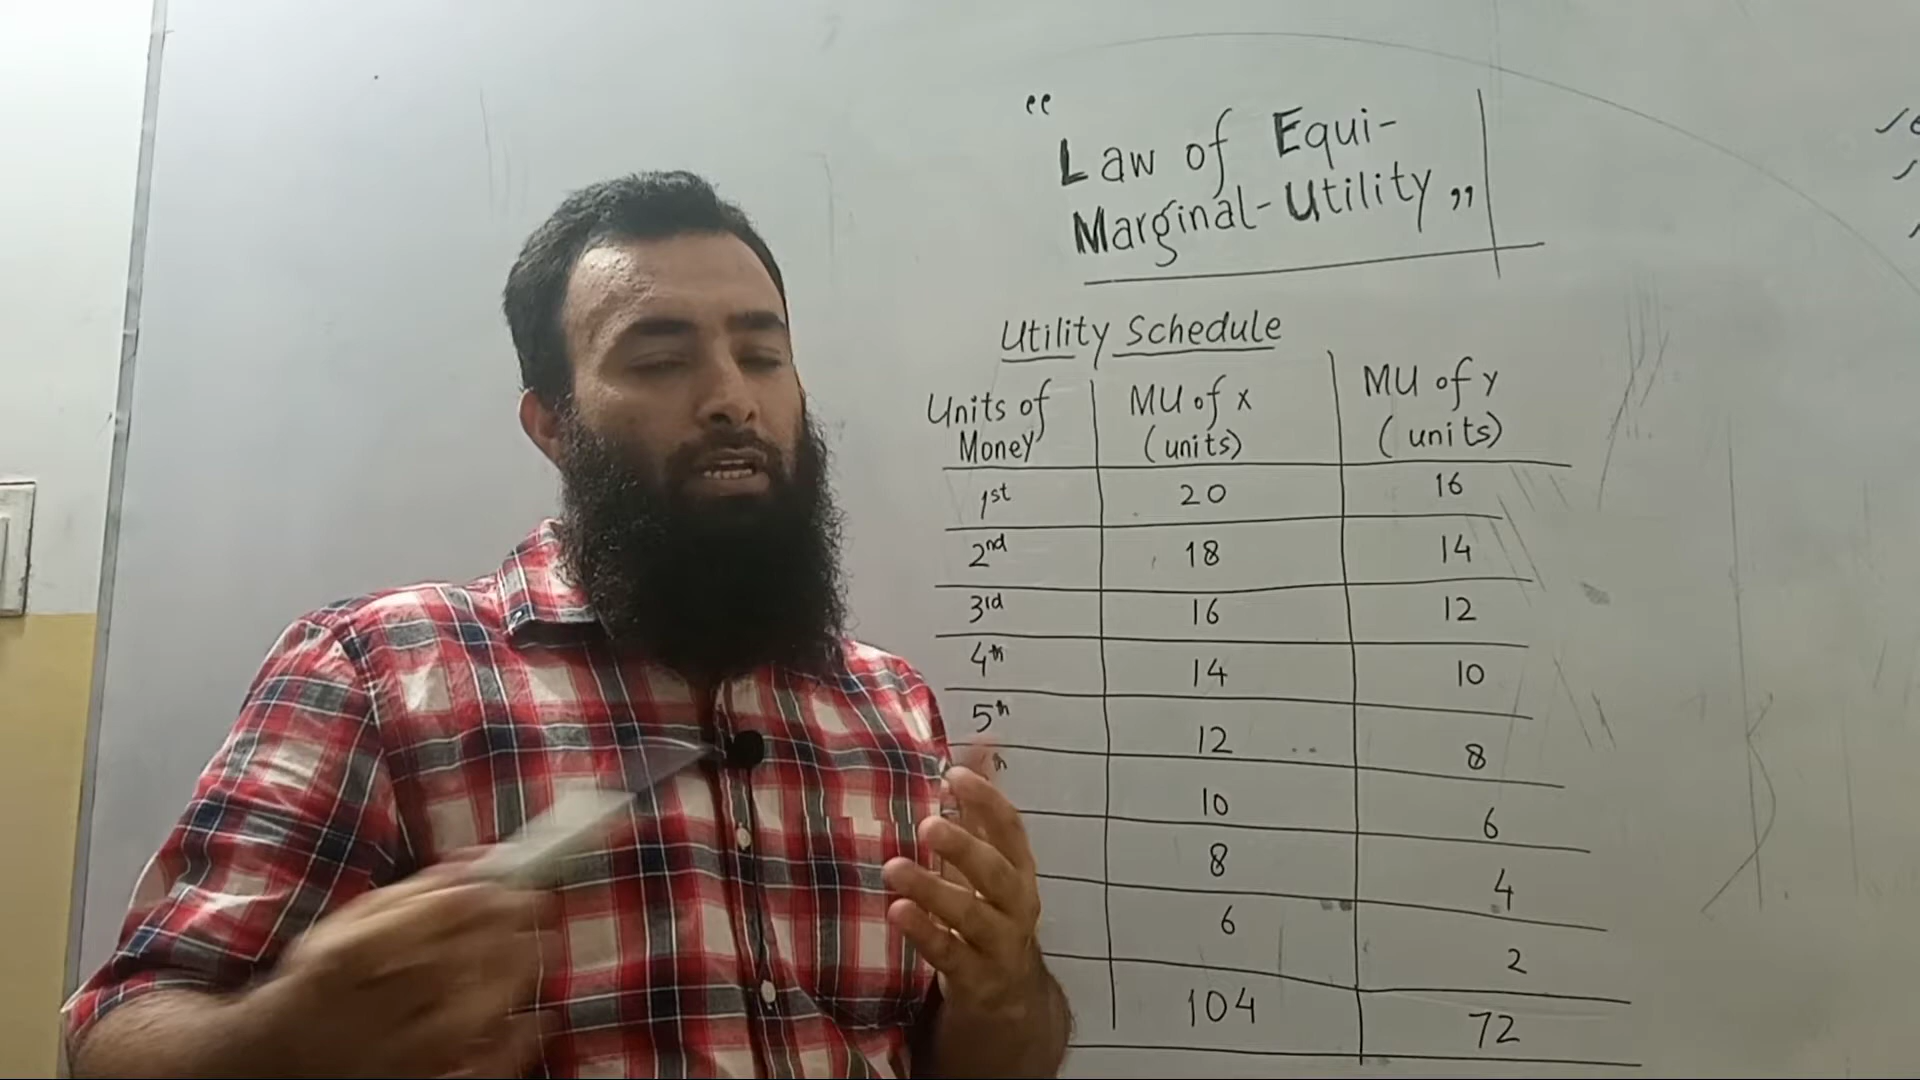 “ Law of Equi-
Marginal-Utility „
Utility Schedule
Units of Money | MU of x (units) | MU of y (units)
1st | 20 | 16
2nd | 18 | 14
3rd | 16 | 12
4th | 14 | 10
5th | 12 | 8
th | 10 | 6
8 | 4
6 | 2
104 | 72